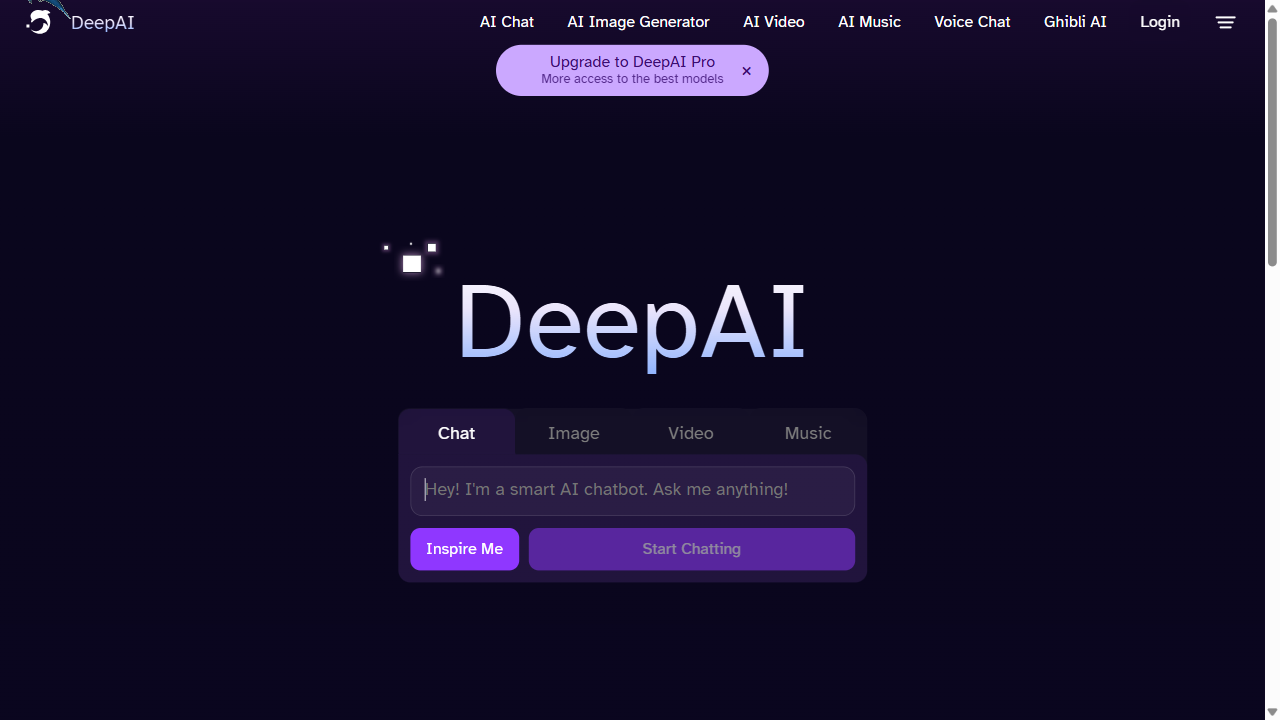 DeepAI
AI Chat
AI Image Generator
AI Video
AI Music
Voice Chat
Ghibli AI
Login
Upgrade to DeepAI Pro
More access to the best models
×
DeepAI
Chat
Image
Video
Music
Hey! I'm a smart AI chatbot. Ask me anything!
Inspire Me
Start Chatting